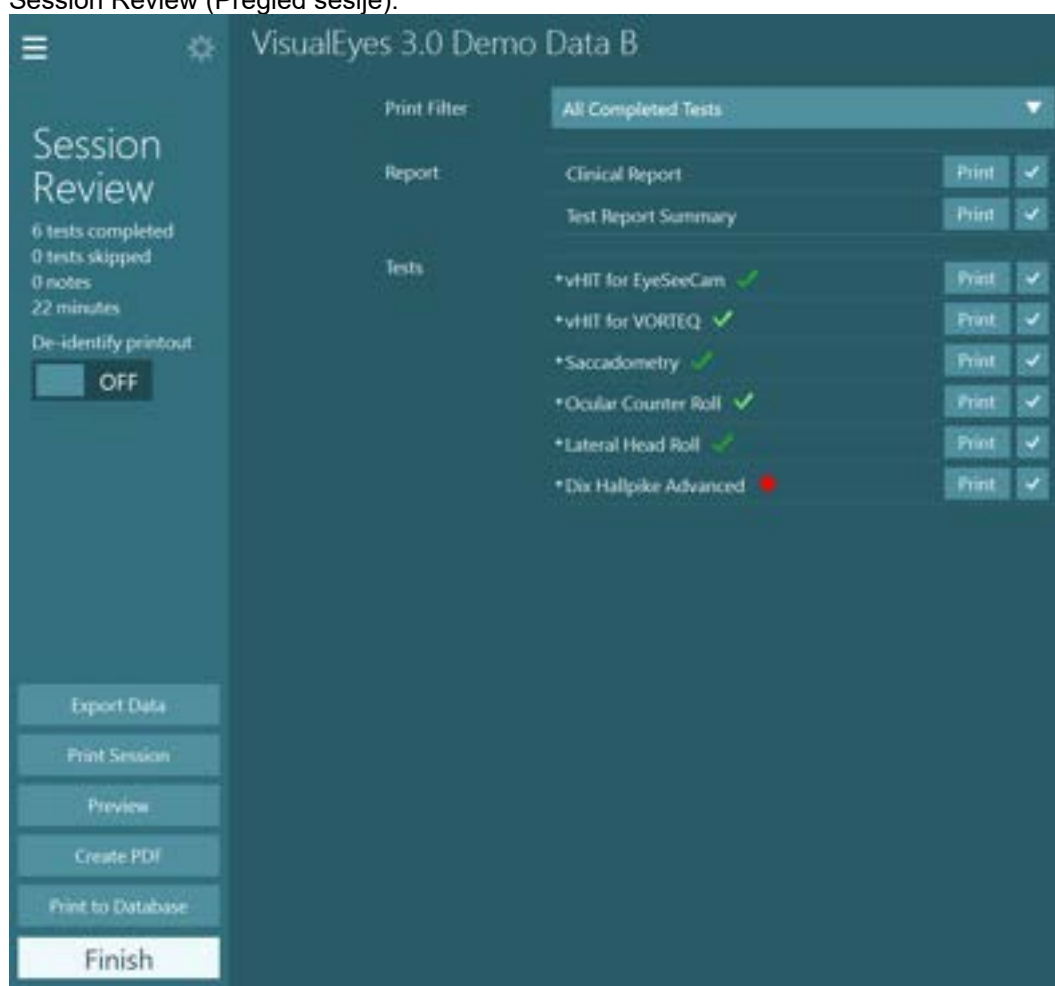 Session Review (Pregled sesije).
VisualEyes 3.0 Demo Data B
Session
Review
6 tests completed
0 tests skipped
0 notes
22 minutes
De-identify printout
OFF
Print Filter
All Completed Tests
Report
Clinical Report
Print
Test Report Summary
Print
Tests
*vHIT for EyeSeeCam
Print
*vHIT for VORTEQ
Print
*Saccadometry
Print
*Ocular Counter Roll
Print
*Lateral Head Roll
Print
*Dix Hallpike Advanced
Print
Export Data
Print Session
Preview
Create PDF
Print to Database
Finish